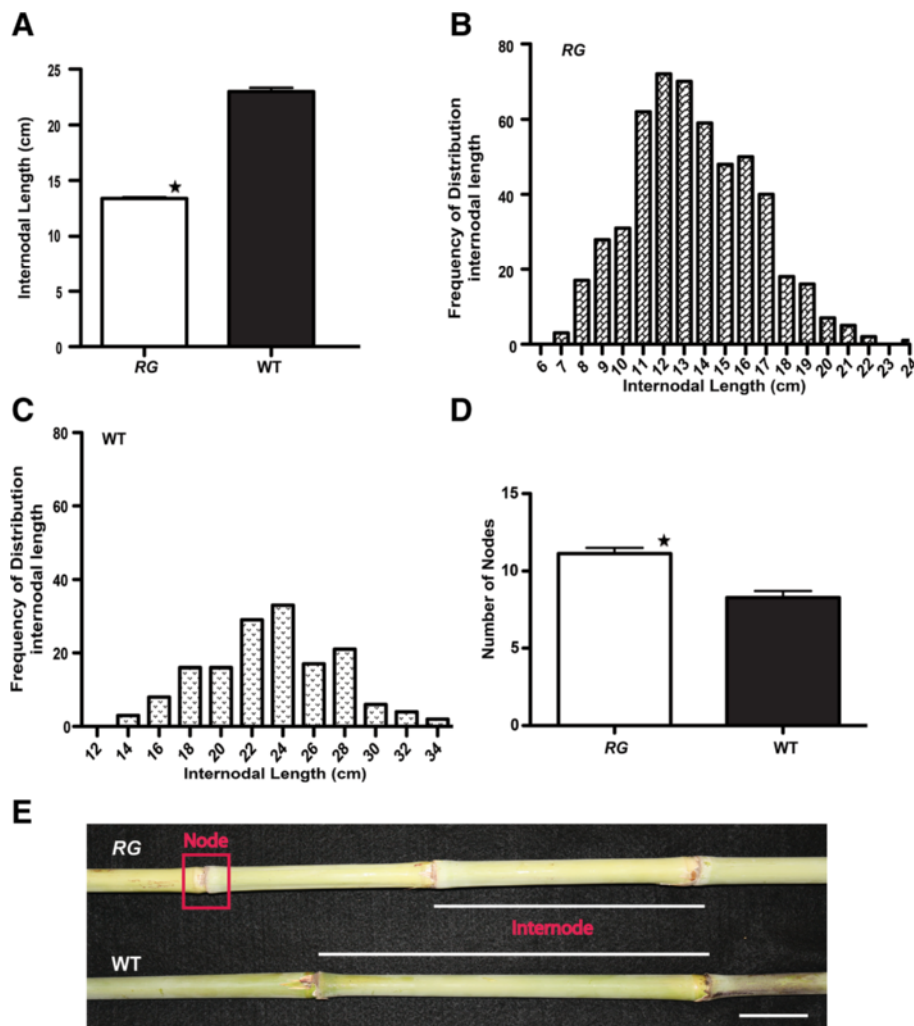 A
Internodal Length (cm)
25
20
15
10
5
0
★
RG
WT
B
RG
Frequency of Distribution
internodal length
80
60
40
20
0
6 7 8 9 10 11 12 13 14 15 16 17 18 19 20 21 22 23 24
Internodal Length (cm)
C
WT
Frequency of Distribution
internodal length
80
60
40
20
0
12 14 16 18 20 22 24 26 28 30 32 34
Internodal Length (cm)
D
Number of Nodes
15
10
5
0
★
RG
WT
E
RG
Node
Internode
WT